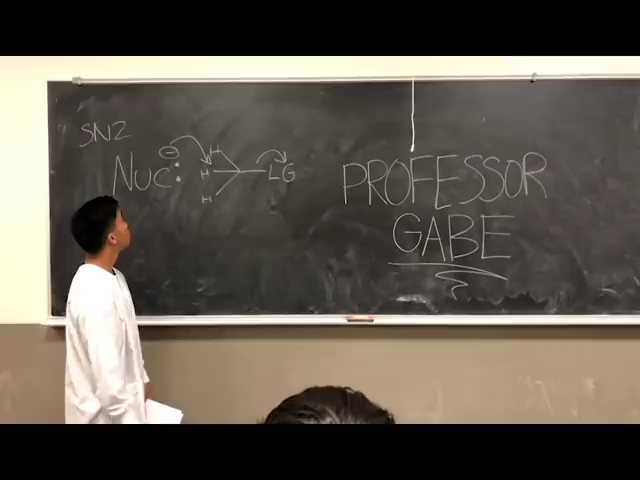 SN2
Nuc:⊖ H H H LG
PROFESSOR
GABE